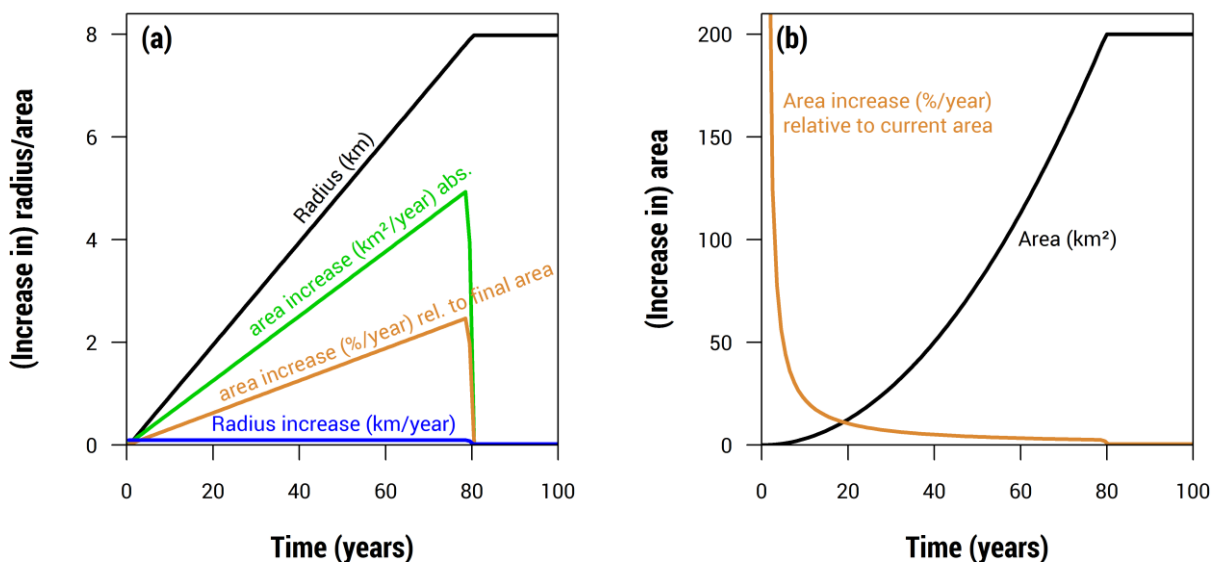 (a)
(Increase in) radius/area
8
6
4
2
0
Radius (km)
area increase (km²/year) abs.
area increase (%/year) rel. to final area
Radius increase (km/year)
0 20 40 60 80 100
Time (years)
(b)
(Increase in) area
200
150
100
50
0
Area increase (%/year)
relative to current area
Area (km²)
0 20 40 60 80 100
Time (years)